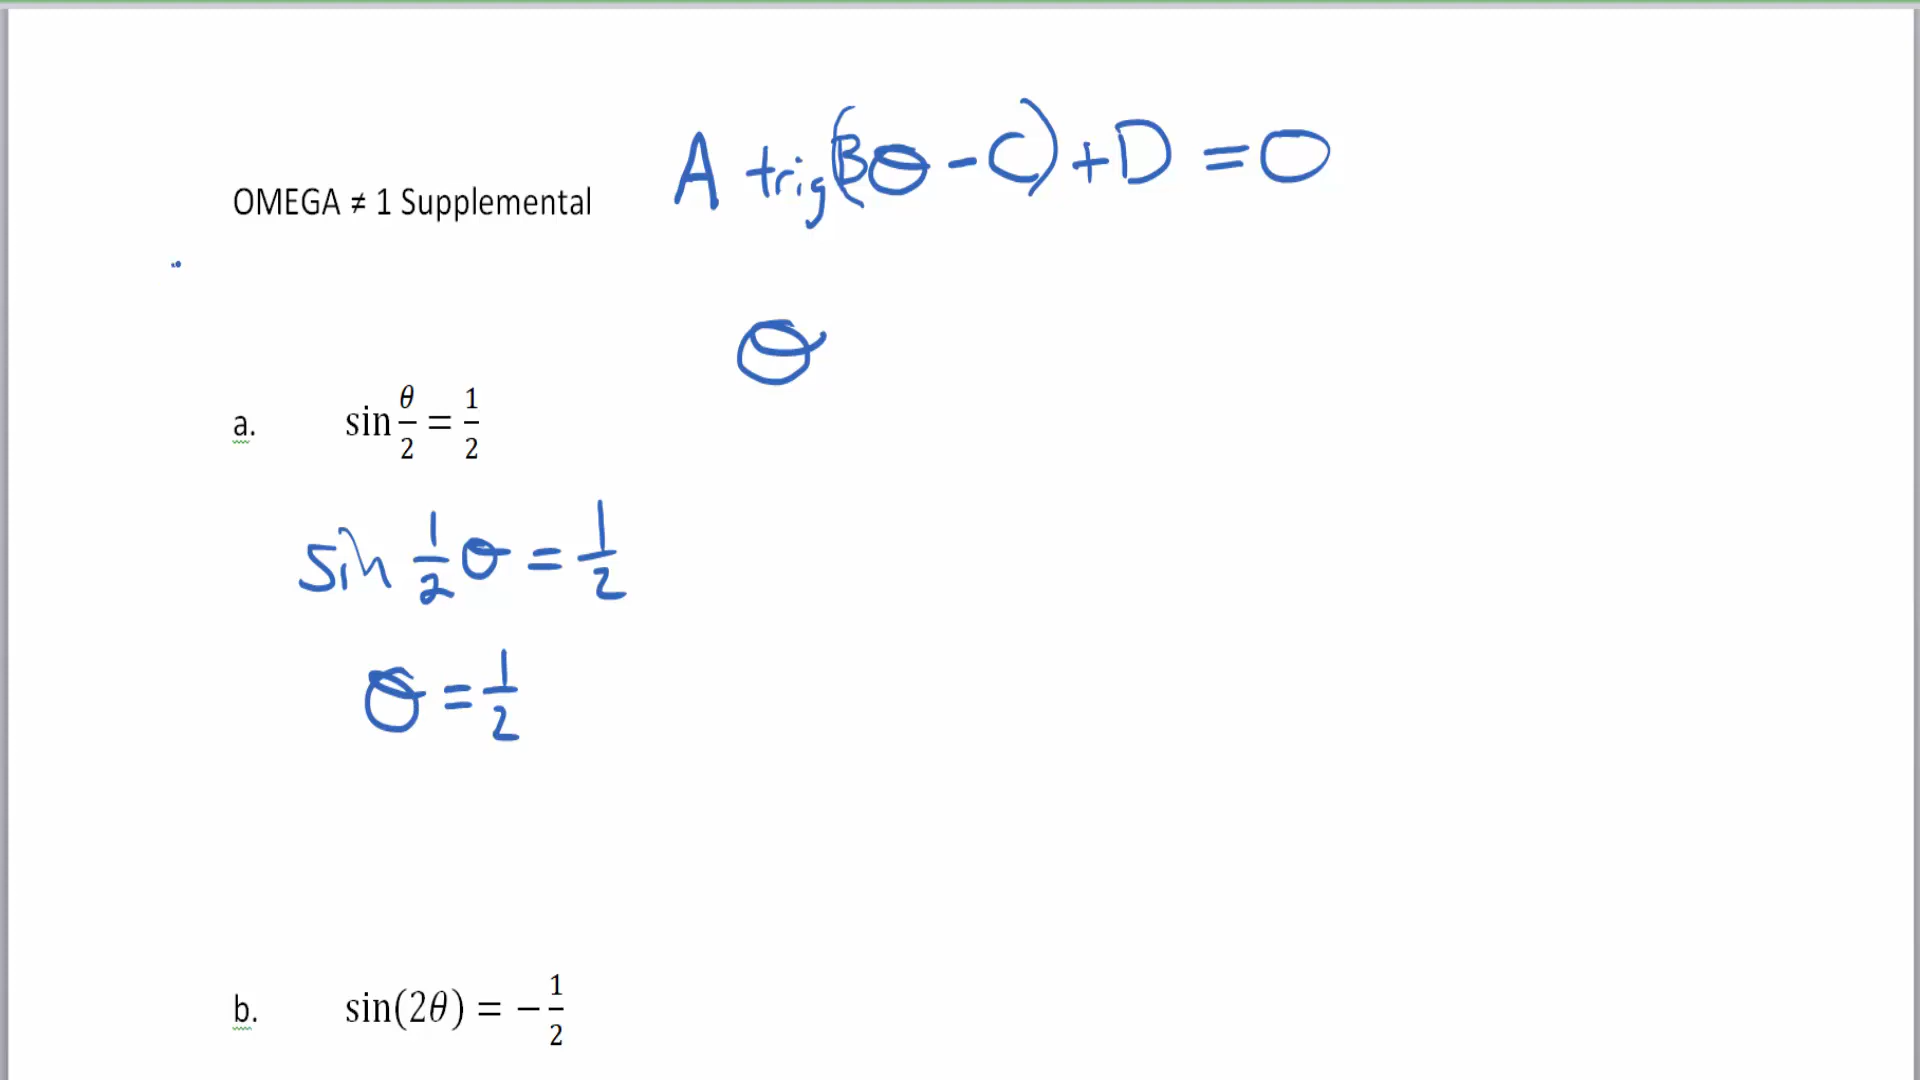 A trig(Bθ - C) + D = 0
OMEGA ≠ 1 Supplemental
θ
a. sin θ/2 = 1/2
sin 1/2 θ = 1/2
θ = 1/2
b. sin(2θ) = − 1/2